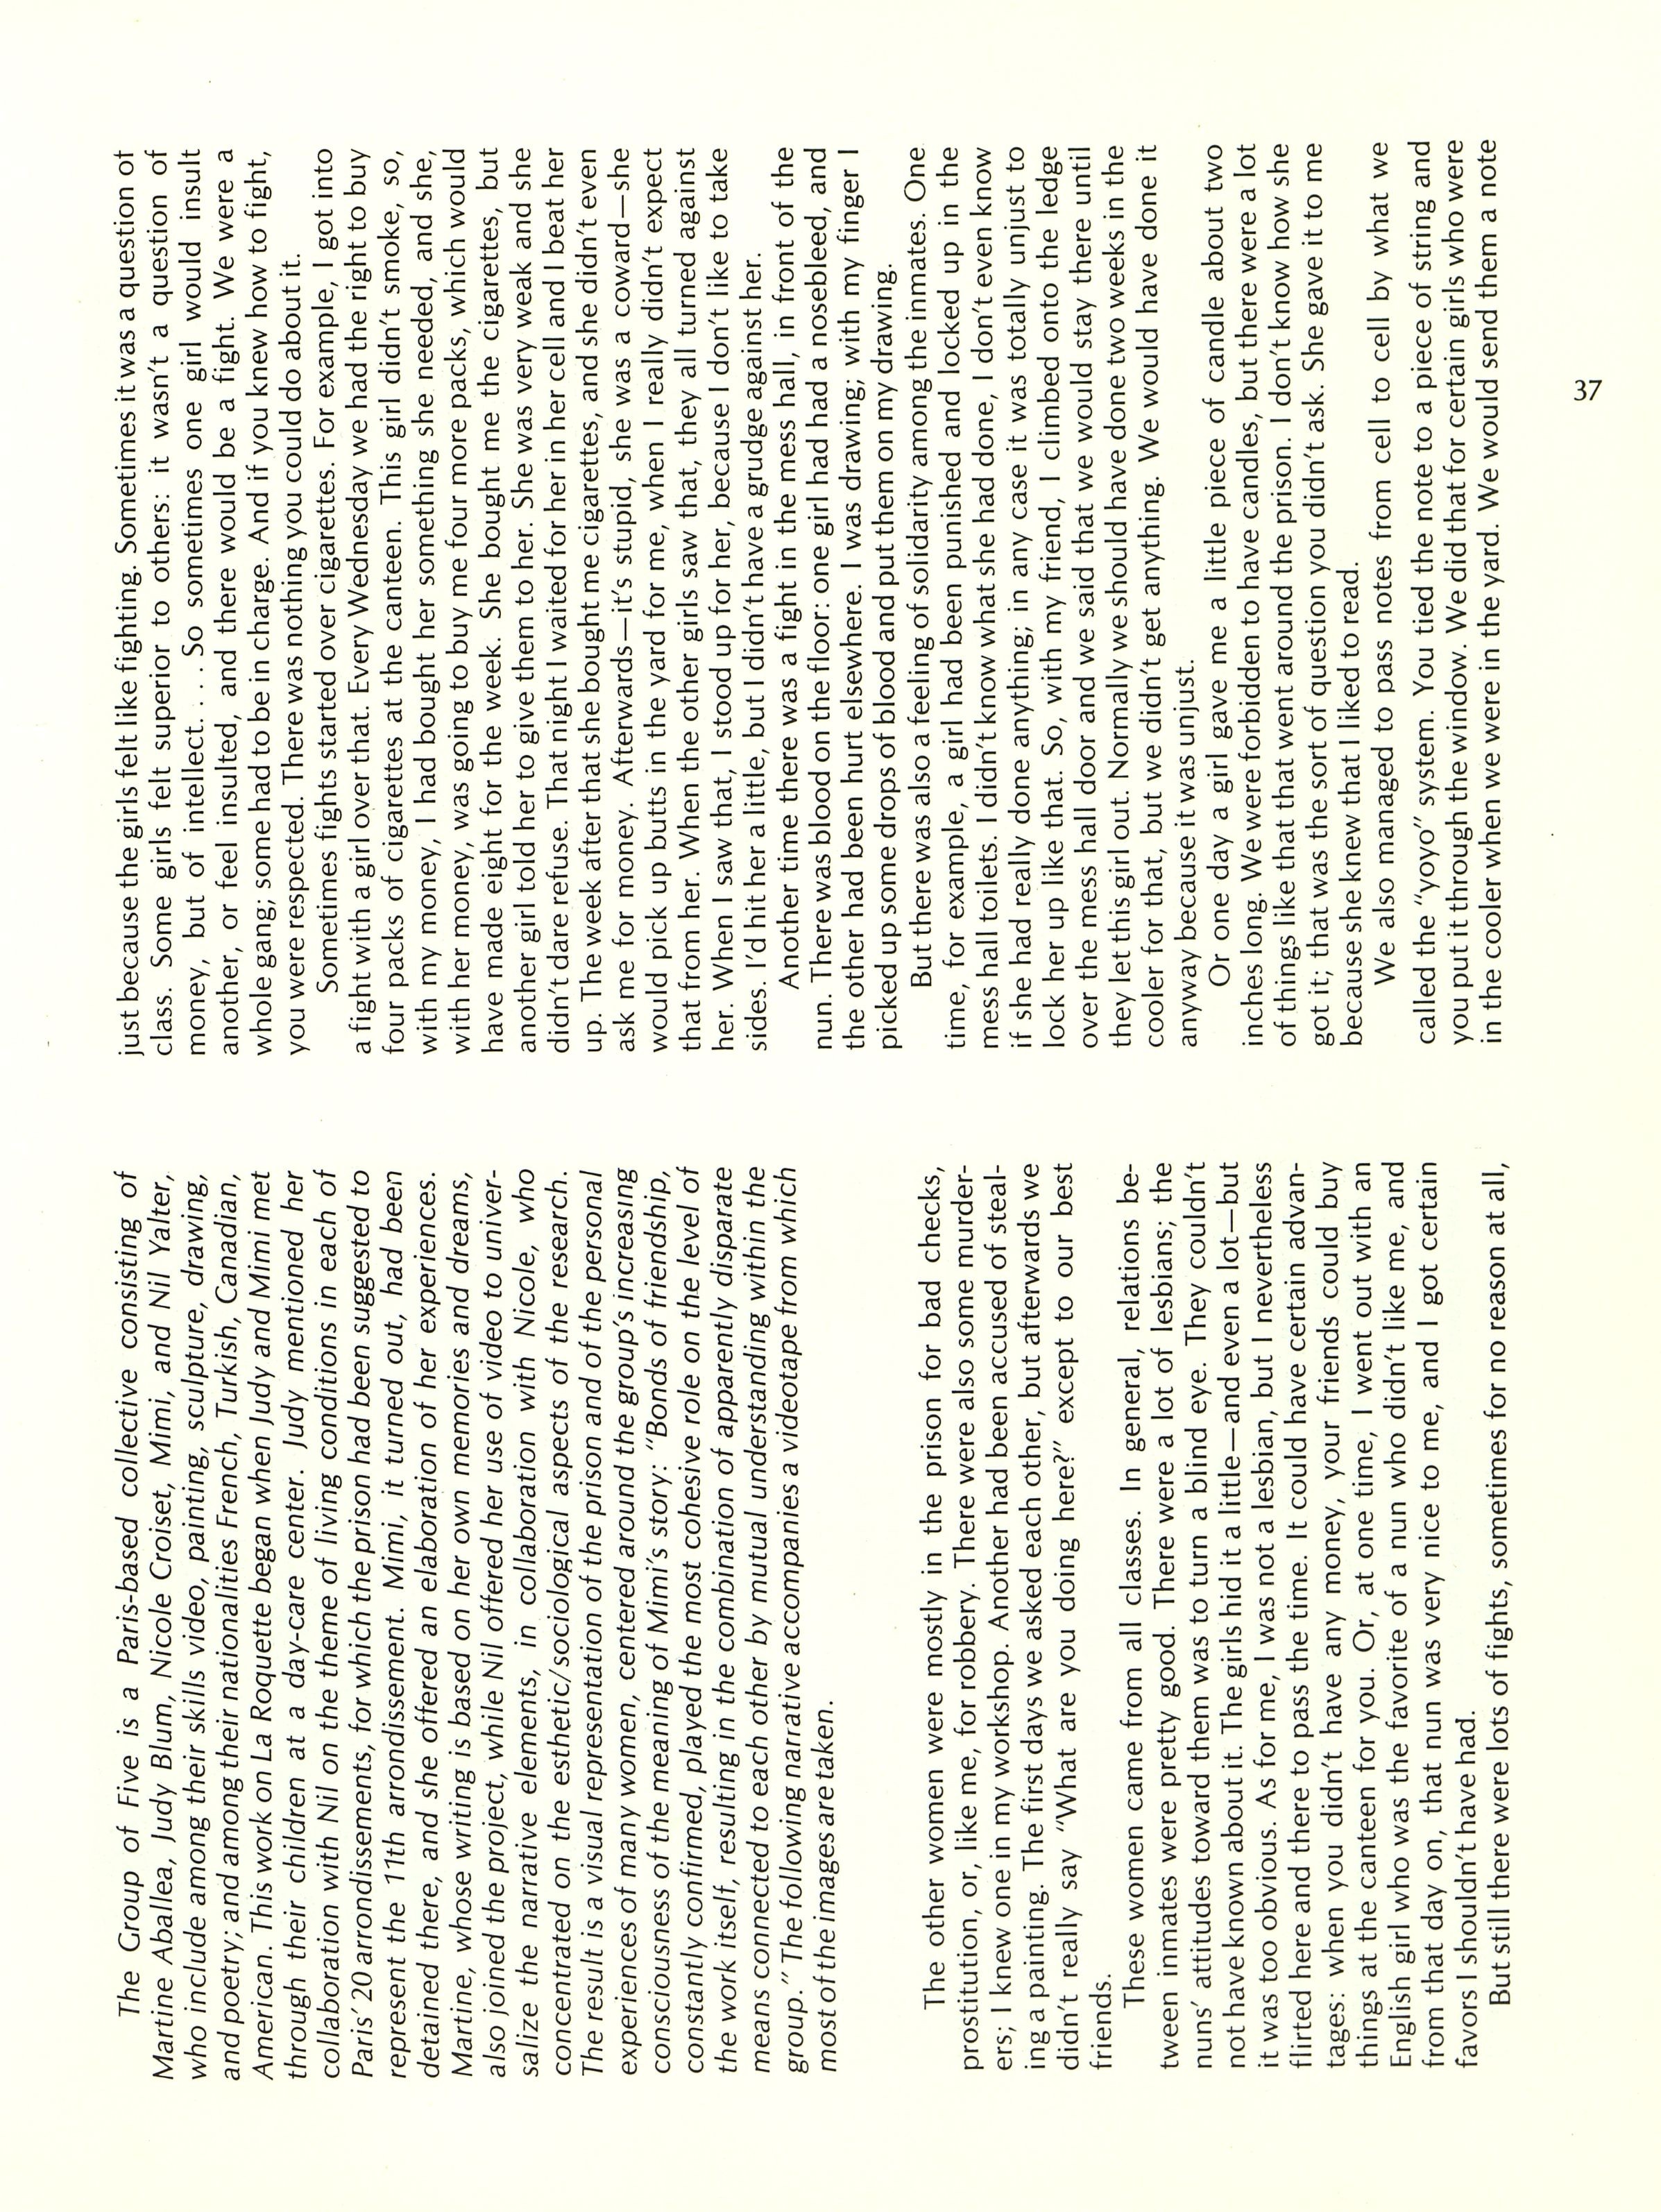 The Group of Five is a Paris-based collective consisting of
Martine Aballea, Judy Blum, Nicole Croiset, Mimi, and Nil Yalter,
who include among their skills video, painting, sculpture, drawing,
and poetry; and among their nationalities French, Turkish, Canadian,
American. This work on La Roquette began when Judy and Mimi met
through their children at a day-care center. Judy mentioned her
collaboration with Nil on the theme of living conditions in each of
Paris' 20 arrondissements, for which the prison had been suggested to
represent the 11th arrondissement. Mimi, it turned out, had been
detained there, and she offered an elaboration of her experiences.
Martine, whose writing is based on her own memories and dreams,
also joined the project, while Nil offered her use of video to univer-
salize the narrative elements, in collaboration with Nicole, who
concentrated on the esthetic/sociological aspects of the research.
The result is a visual representation of the prison and of the personal
experiences of many women, centered around the group's increasing
consciousness of the meaning of Mimi's story: "Bonds of friendship,
constantly confirmed, played the most cohesive role on the level of
the work itself, resulting in the combination of apparently disparate
means connected to each other by mutual understanding within the
group." The following narrative accompanies a videotape from which
most of the images are taken.
The other women were mostly in the prison for bad checks,
prostitution, or, like me, for robbery. There were also some murder-
ers; I knew one in my workshop. Another had been accused of steal-
ing a painting. The first days we asked each other, but afterwards we
didn't really say "What are you doing here?" except to our best
friends.
These women came from all classes. In general, relations be-
tween inmates were pretty good. There were a lot of lesbians; the
nuns' attitudes toward them was to turn a blind eye. They couldn't
not have known about it. The girls hid it a little—and even a lot—but
it was too obvious. As for me, I was not a lesbian, but I nevertheless
flirted here and there to pass the time. It could have certain advan-
tages: when you didn't have any money, your friends could buy
things at the canteen for you. Or, at one time, I went out with an
English girl who was the favorite of a nun who didn't like me, and
from that day on, that nun was very nice to me, and I got certain
favors I shouldn't have had.
But still there were lots of fights, sometimes for no reason at all,
just because the girls felt like fighting. Sometimes it was a question of
class. Some girls felt superior to others: it wasn't a question of
money, but of intellect. . . . So sometimes one girl would insult
another, or feel insulted, and there would be a fight. We were a
whole gang; some had to be in charge. And if you knew how to fight,
you were respected. There was nothing you could do about it.
Sometimes fights started over cigarettes. For example, I got into
a fight with a girl over that. Every Wednesday we had the right to buy
four packs of cigarettes at the canteen. This girl didn't smoke, so,
with my money, I had bought her something she needed, and she,
with her money, was going to buy me four more packs, which would
have made eight for the week. She bought me the cigarettes, but
another girl told her to give them to her. She was very weak and she
didn't dare refuse. That night I waited for her in her cell and I beat her
up. The week after that she bought me cigarettes, and she didn't even
ask me for money. Afterwards—it's stupid, she was a coward—she
would pick up butts in the yard for me, when I really didn't expect
that from her. When the other girls saw that, they all turned against
her. When I saw that, I stood up for her, because I don't like to take
sides. I'd hit her a little, but I didn't have a grudge against her.
Another time there was a fight in the mess hall, in front of the
nun. There was blood on the floor: one girl had had a nosebleed, and
the other had been hurt elsewhere. I was drawing; with my finger I
picked up some drops of blood and put them on my drawing.
But there was also a feeling of solidarity among the inmates. One
time, for example, a girl had been punished and locked up in the
mess hall toilets. I didn't know what she had done, I don't even know
if she had really done anything; in any case it was totally unjust to
lock her up like that. So, with my friend, I climbed onto the ledge
over the mess hall door and we said that we would stay there until
they let this girl out. Normally we should have done two weeks in the
cooler for that, but we didn't get anything. We would have done it
anyway because it was unjust.
Or one day a girl gave me a little piece of candle about two
inches long. We were forbidden to have candles, but there were a lot
of things like that that went around the prison. I don't know how she
got it; that was the sort of question you didn't ask. She gave it to me
because she knew that I liked to read.
We also managed to pass notes from cell to cell by what we
called the "yoyo" system. You tied the note to a piece of string and
you put it through the window. We did that for certain girls who were
in the cooler when we were in the yard. We would send them a note
37